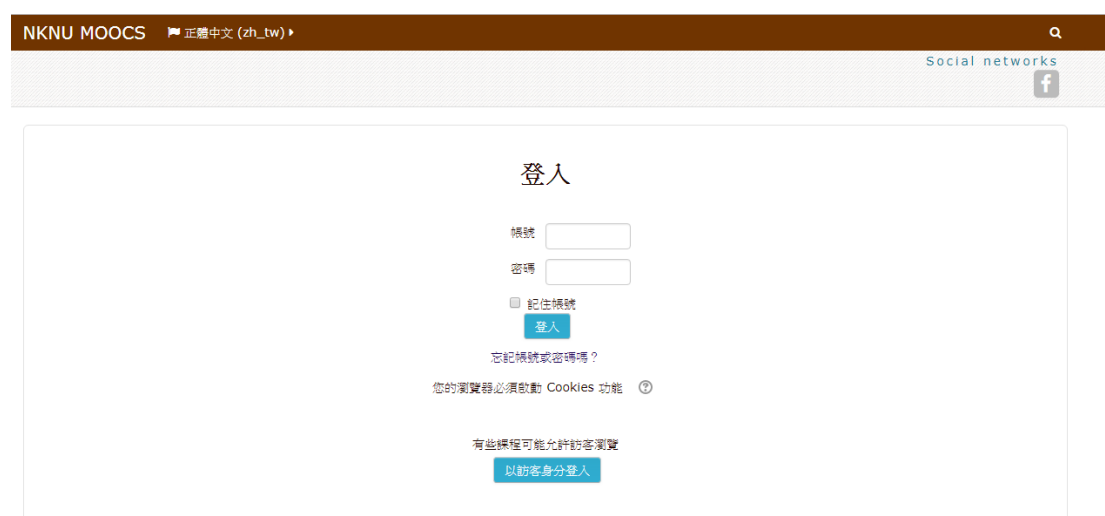 NKNU MOOCS 正體中文 (zh_tw)
Social networks
登入
帳號
密碼
記住帳號
登入
忘記帳號或密碼嗎？
您的瀏覽器必須啟動 Cookies 功能
有些課程可能允許訪客瀏覽
以訪客身分登入